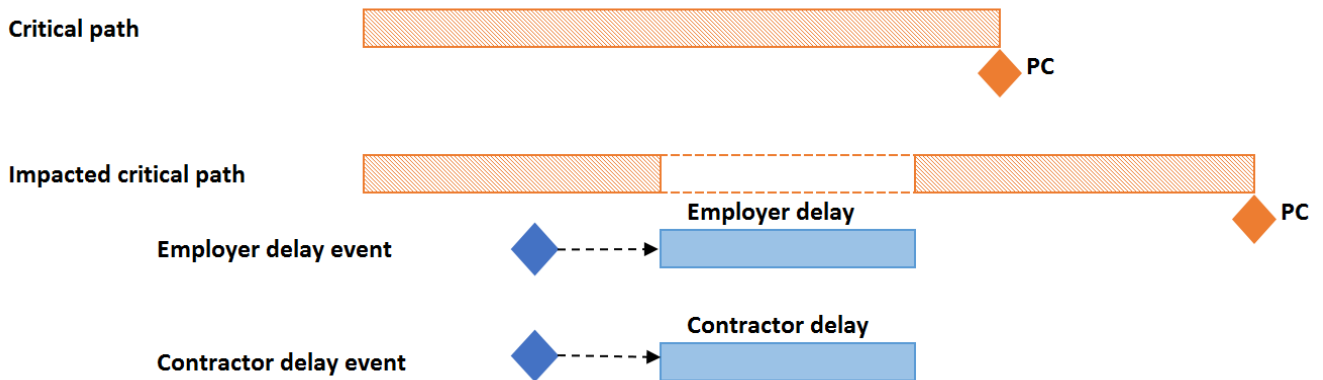 Critical path
PC
Impacted critical path
PC
Employer delay
Employer delay event
Contractor delay
Contractor delay event